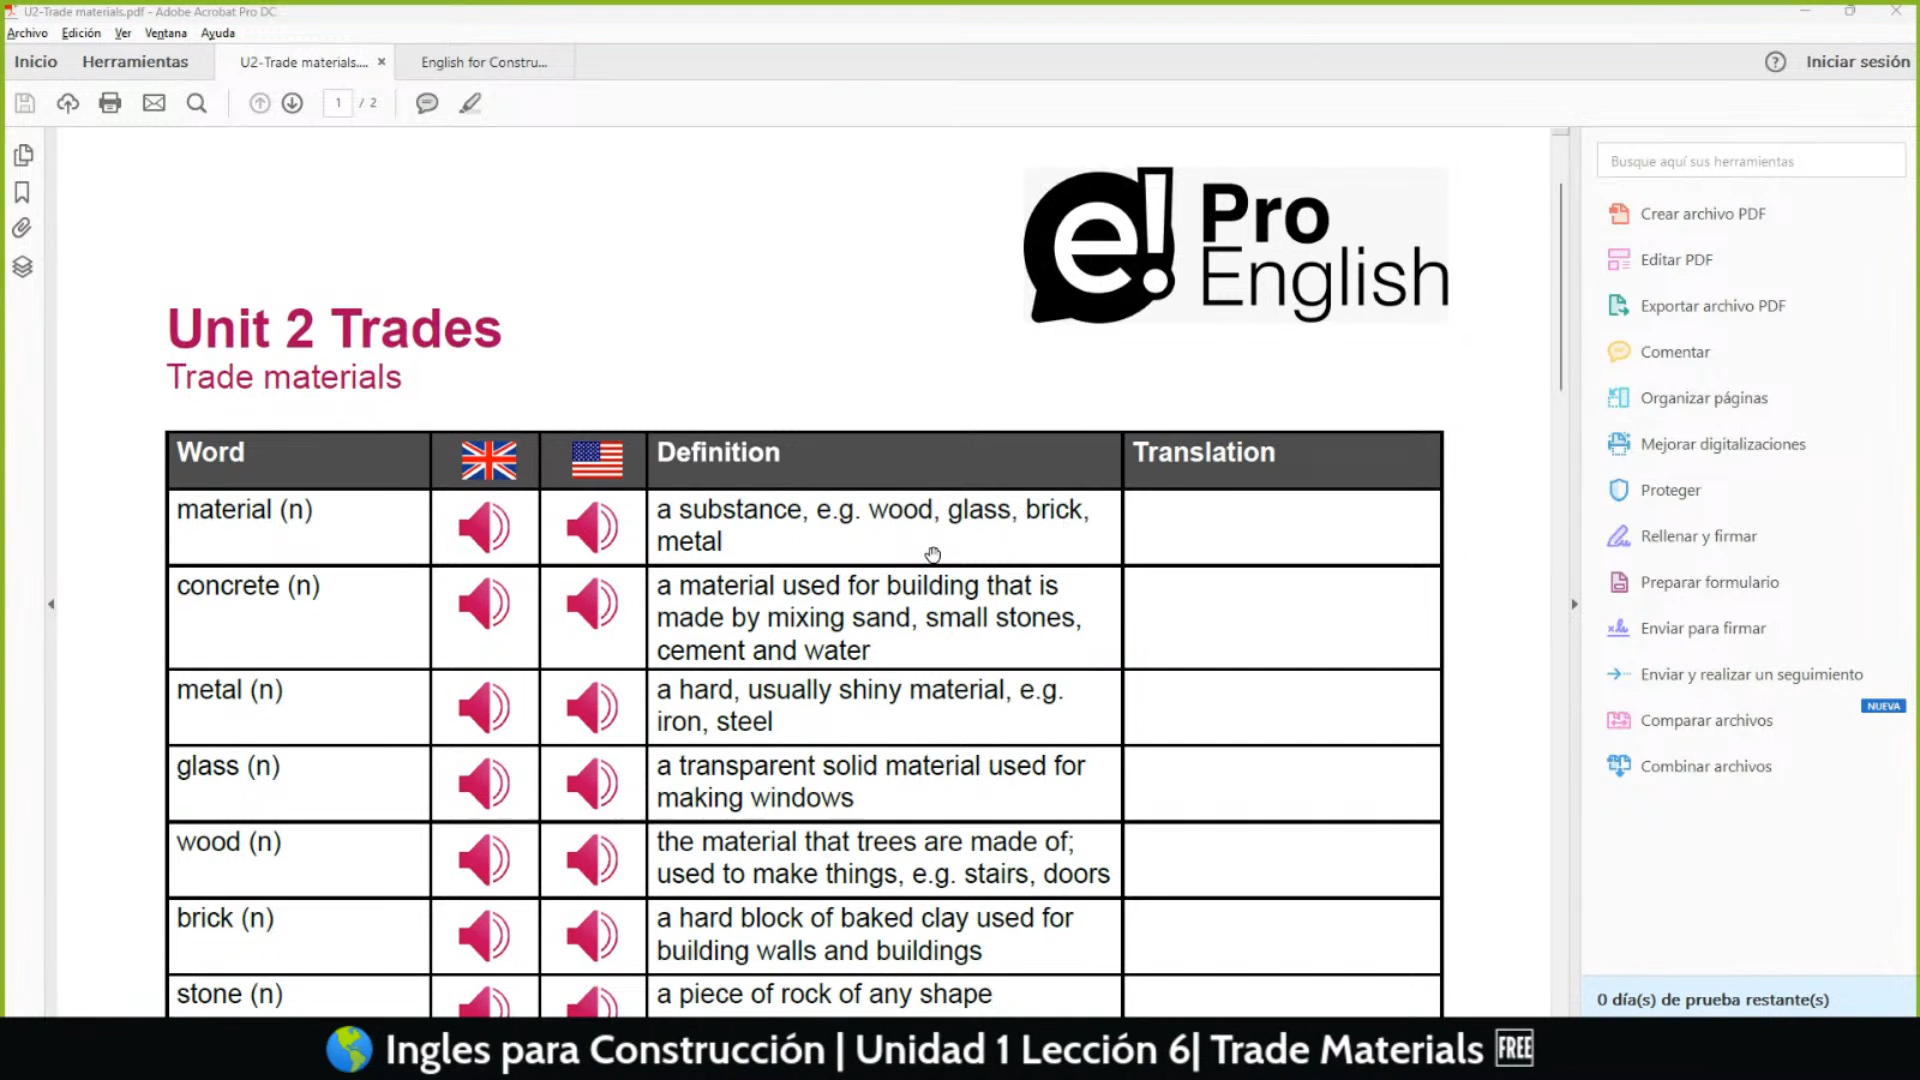 U2-Trade materials.pdf - Adobe Acrobat Pro DC
Archivo Edición Ver Ventana Ayuda
Inicio Herramientas U2-Trade materials.... × English for Constru... ? Iniciar sesión
1 / 2
Busque aquí sus herramientas
Crear archivo PDF
Editar PDF
Exportar archivo PDF
Comentar
Organizar páginas
Mejorar digitalizaciones
Proteger
Rellenar y firmar
Preparar formulario
Enviar para firmar
Enviar y realizar un seguimiento
NUEVA
Comparar archivos
Combinar archivos
0 día(s) de prueba restante(s)
e! Pro
English
Unit 2 Trades
Trade materials
Word Definition Translation
material (n) a substance, e.g. wood, glass, brick,
metal
concrete (n) a material used for building that is
made by mixing sand, small stones,
cement and water
metal (n) a hard, usually shiny material, e.g.
iron, steel
glass (n) a transparent solid material used for
making windows
wood (n) the material that trees are made of;
used to make things, e.g. stairs, doors
brick (n) a hard block of baked clay used for
building walls and buildings
stone (n) a piece of rock of any shape
Ingles para Construcción | Unidad 1 Lección 6| Trade Materials FREE